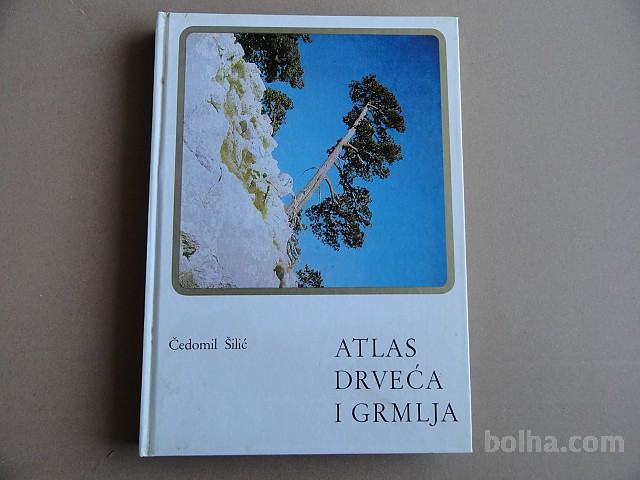 Čedomil Šilić
ATLAS
DRVEĆA
I GRMLJA
bolha.com